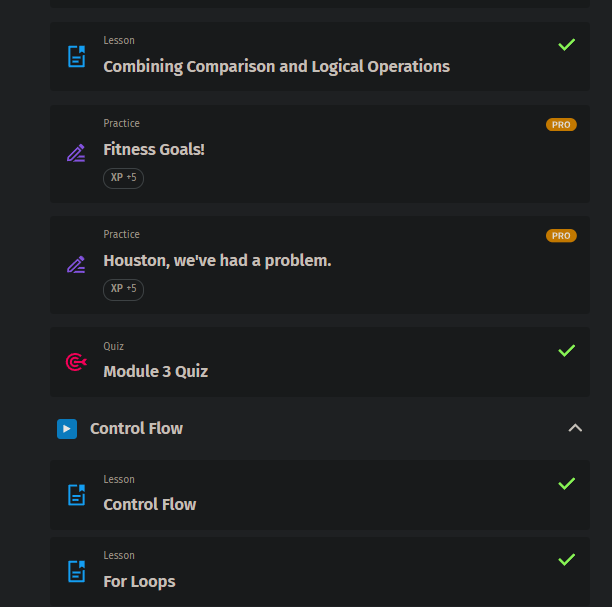 Lesson
Combining Comparison and Logical Operations
Practice
PRO
Fitness Goals!
XP +5
Practice
PRO
Houston, we've had a problem.
XP +5
Quiz
Module 3 Quiz
Control Flow
Lesson
Control Flow
Lesson
For Loops